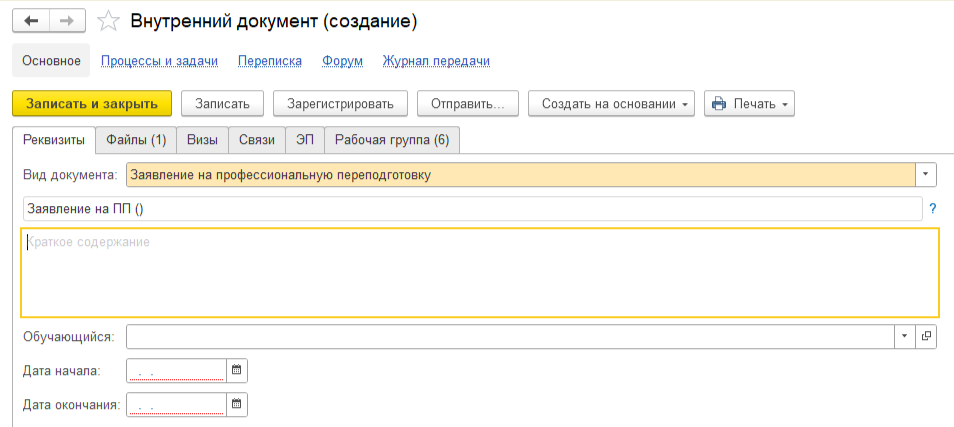 Внутренний документ (создание)
Основное Процессы и задачи Переписка Форум Журнал передачи
Записать и закрыть Записать Зарегистрировать Отправить... Создать на основании Печать
Реквизиты Файлы (1) Визы Связи ЭП Рабочая группа (6)
Вид документа: Заявление на профессиональную переподготовку
Заявление на ПП () ?
Краткое содержание
Обучающийся:
Дата начала: . .
Дата окончания: . .